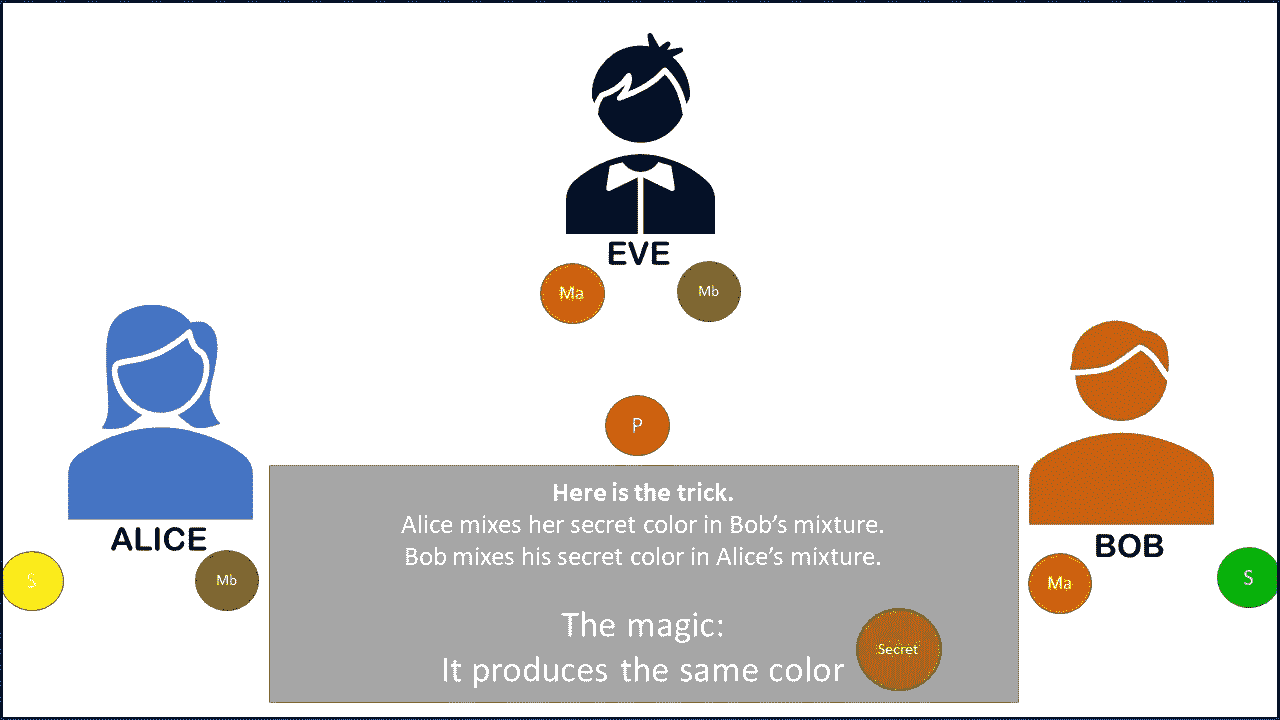 EVE
Ma
Mb
P
Here is the trick.
Alice mixes her secret color in Bob’s mixture.
Bob mixes his secret color in Alice’s mixture.
ALICE
BOB
S
Mb
Ma
S
The magic:
It produces the same color
Secret